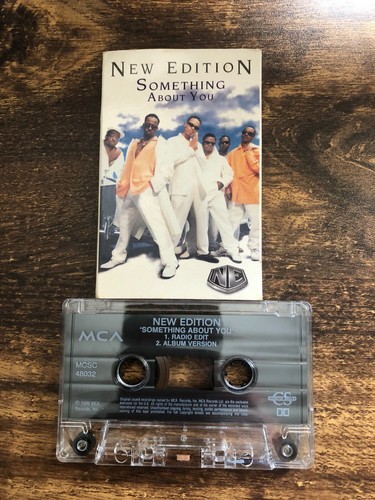 NEW EDITION
SOMETHING
ABOUT YOU
NE
MCA
NEW EDITION
"SOMETHING ABOUT YOU"
1. RADIO EDIT
2. ALBUM VERSION
MCSC
48032